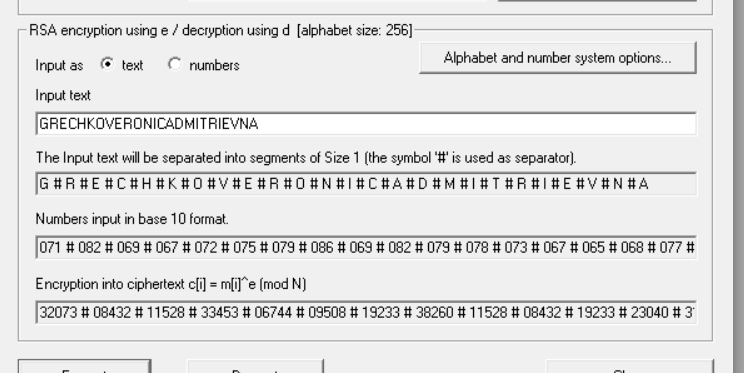 RSA encryption using e / decryption using d [alphabet size: 256]
Input as text numbers
Alphabet and number system options...
Input text
GRECHKOVERONICADMITRIEVNA
The Input text will be separated into segments of Size 1 (the symbol '#' is used as separator).
G # R # E # C # H # K # O # V # E # R # O # N # I # C # A # D # M # I # T # R # I # E # V # N # A
Numbers input in base 10 format.
071 # 082 # 069 # 067 # 072 # 075 # 079 # 086 # 069 # 082 # 079 # 078 # 073 # 067 # 065 # 068 # 077 #
Encryption into ciphertext c[i] = m[i]^e (mod N)
32073 # 08432 # 11528 # 33453 # 06744 # 09508 # 19233 # 38260 # 11528 # 08432 # 19233 # 23040 #